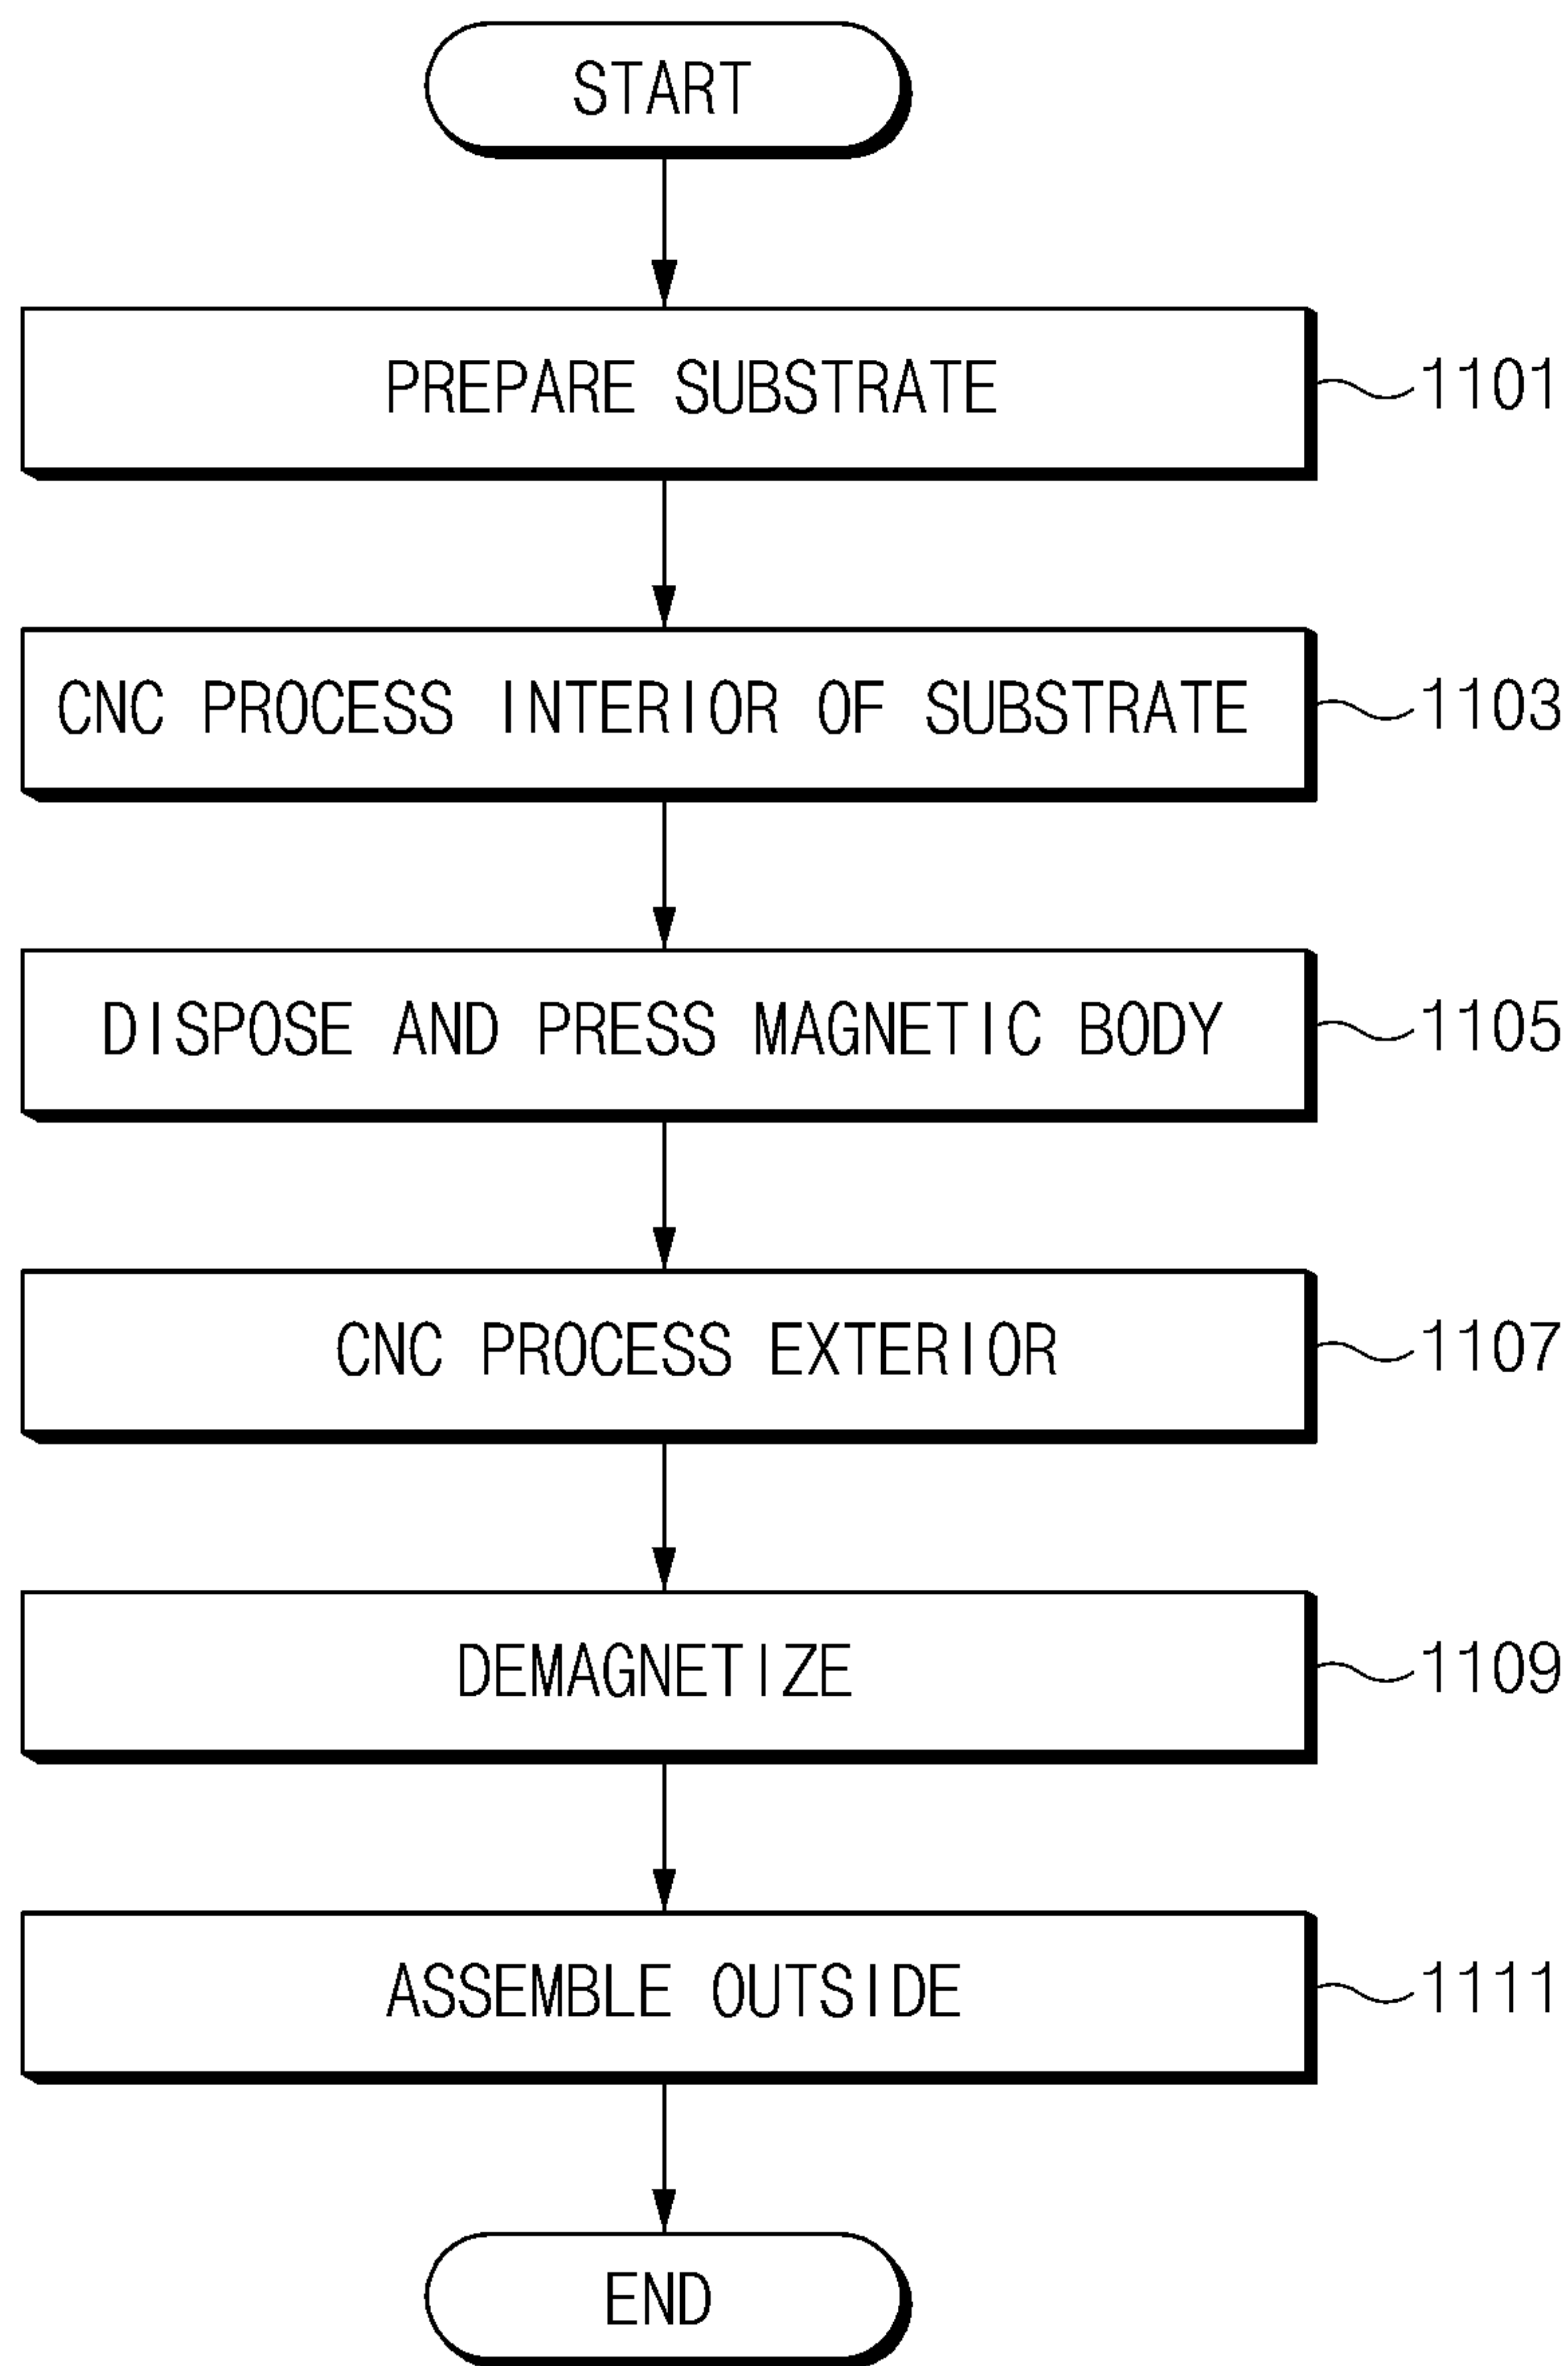 START
PREPARE SUBSTRATE
1101
CNC PROCESS INTERIOR OF SUBSTRATE
1103
DISPOSE AND PRESS MAGNETIC BODY
1105
CNC PROCESS EXTERIOR
1107
DEMAGNETIZE
1109
ASSEMBLE OUTSIDE
1111
END